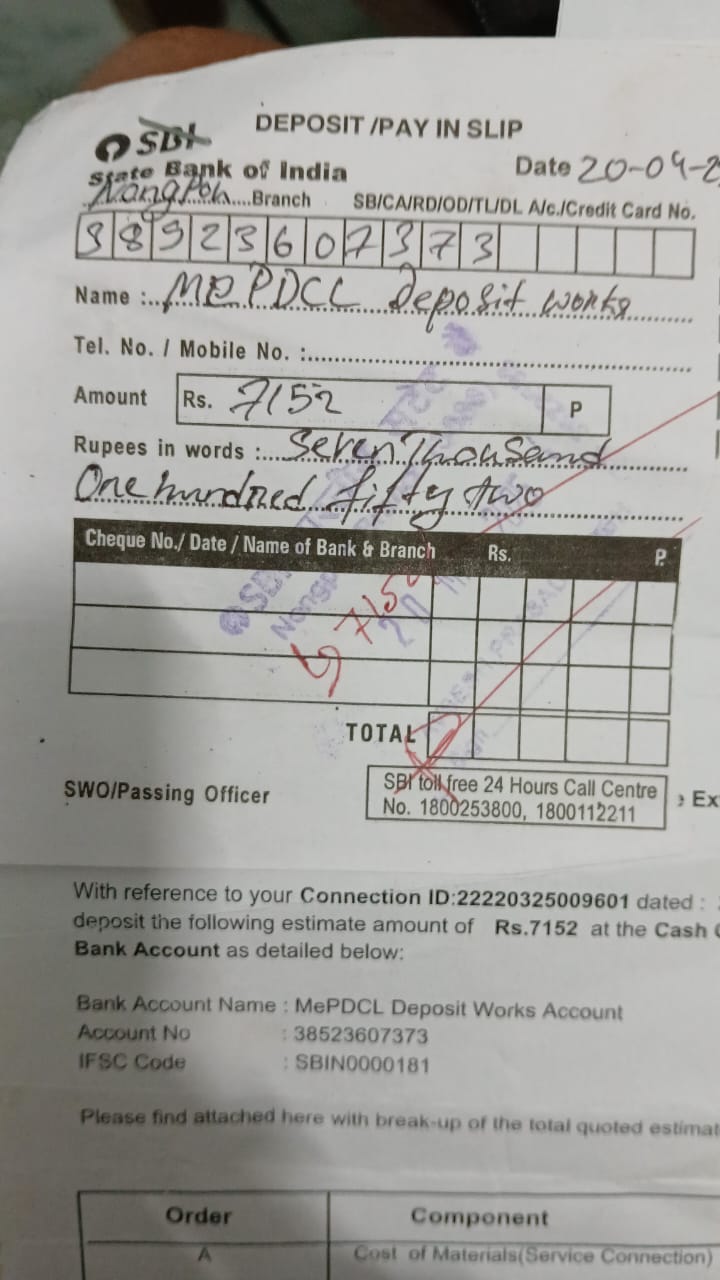 DEPOSIT /PAY IN SLIP
SBI
State Bank of India
Date 20-04-2
Nongpoh Branch SB/CA/RD/OD/TL/DL A/c./Credit Card No.
38923607373
Name : MePDCL Deposit works
Tel. No. / Mobile No. :
Amount Rs. 7152 P
Rupees in words : Seven Thousand
One hundred fifty two
Cheque No./ Date / Name of Bank & Branch Rs. P.
SBI
7152
20
TOTAL
SWO/Passing Officer
SBI toll free 24 Hours Call Centre
No. 1800253800, 1800112211
Ex
With reference to your Connection ID:22220325009601 dated :
deposit the following estimate amount of Rs.7152 at the Cash
Bank Account as detailed below:
Bank Account Name : MePDCL Deposit Works Account
Account No : 38523607373
IFSC Code : SBIN0000181
Please find attached here with break-up of the total quoted estimat
Order Component
A Cost of Materials(Service Connection)